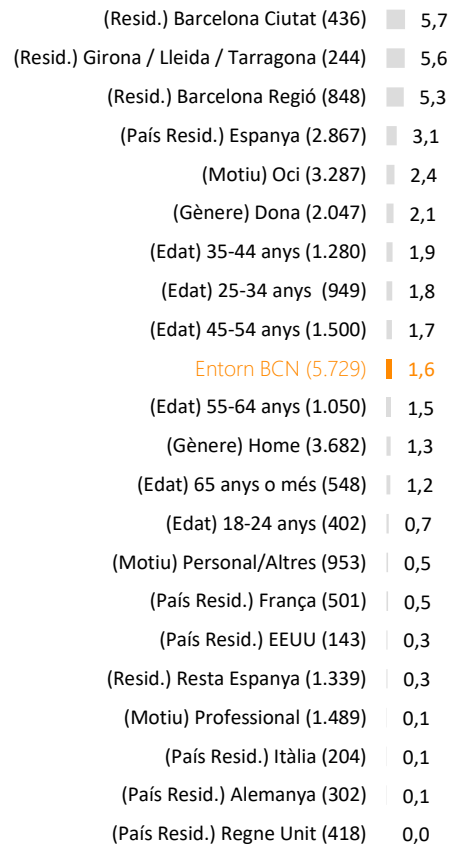 (Resid.) Barcelona Ciutat (436) 5,7
(Resid.) Girona / Lleida / Tarragona (244) 5,6
(Resid.) Barcelona Regió (848) 5,3
(País Resid.) Espanya (2.867) 3,1
(Motiu) Oci (3.287) 2,4
(Gènere) Dona (2.047) 2,1
(Edat) 35-44 anys (1.280) 1,9
(Edat) 25-34 anys (949) 1,8
(Edat) 45-54 anys (1.500) 1,7
Entorn BCN (5.729) 1,6
(Edat) 55-64 anys (1.050) 1,5
(Gènere) Home (3.682) 1,3
(Edat) 65 anys o més (548) 1,2
(Edat) 18-24 anys (402) 0,7
(Motiu) Personal/Altres (953) 0,5
(País Resid.) França (501) 0,5
(País Resid.) EEUU (143) 0,3
(Resid.) Resta Espanya (1.339) 0,3
(Motiu) Professional (1.489) 0,1
(País Resid.) Itàlia (204) 0,1
(País Resid.) Alemanya (302) 0,1
(País Resid.) Regne Unit (418) 0,0